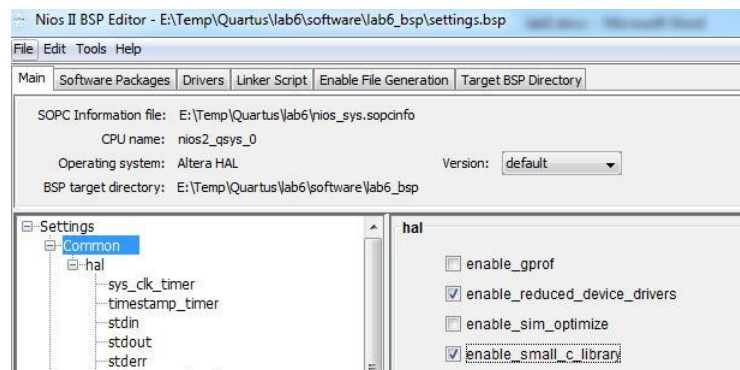 Nios II BSP Editor - E:\Temp\Quartus\lab6\software\lab6_bsp\settings.bsp
File Edit Tools Help
Main Software Packages Drivers Linker Script Enable File Generation Target BSP Directory
SOPC Information file: E:\Temp\Quartus\lab6\nios_sys.sopcinfo
CPU name: nios2_qsys_0
Operating system: Altera HAL Version: default
BSP target directory: E:\Temp\Quartus\lab6\software\lab6_bsp
Settings
Common
hal
sys_clk_timer
timestamp_timer
stdin
stdout
stderr
hal
enable_gprof
enable_reduced_device_drivers
enable_sim_optimize
enable_small_c_library